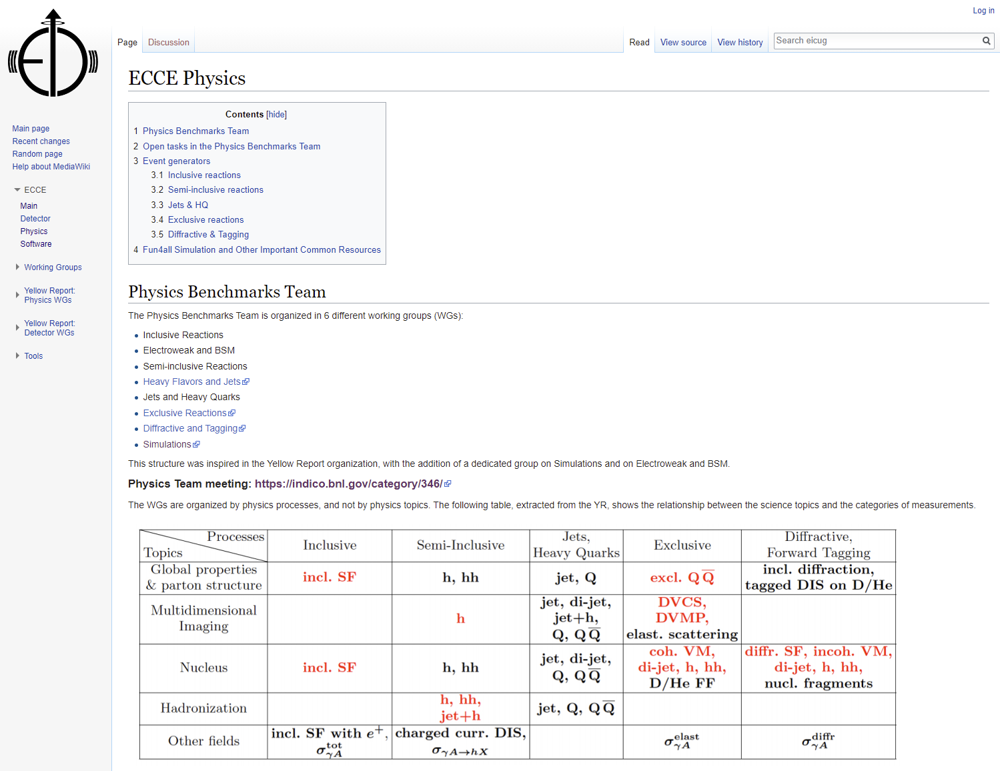 Log in
Page Discussion Read View source View history Search eicug
ECCE Physics
Contents [hide]
1 Physics Benchmarks Team
2 Open tasks in the Physics Benchmarks Team
3 Event generators
3.1 Inclusive reactions
3.2 Semi-inclusive reactions
3.3 Jets & HQ
3.4 Exclusive reactions
3.5 Diffractive & Tagging
4 Fun4all Simulation and Other Important Common Resources
Main page
Recent changes
Random page
Help about MediaWiki
ECCE
Main
Detector
Physics
Software
Working Groups
Yellow Report:
Physics WGs
Yellow Report:
Detector WGs
Tools
Physics Benchmarks Team
The Physics Benchmarks Team is organized in 6 different working groups (WGs):
Inclusive Reactions
Electroweak and BSM
Semi-inclusive Reactions
Heavy Flavors and Jets
Jets and Heavy Quarks
Exclusive Reactions
Diffractive and Tagging
Simulations
This structure was inspired in the Yellow Report organization, with the addition of a dedicated group on Simulations and on Electroweak and BSM.
Physics Team meeting: https://indico.bnl.gov/category/346/
The WGs are organized by physics processes, and not by physics topics. The following table, extracted from the YR, shows the relationship between the science topics and the categories of measurements.
Processes
Topics
Inclusive
Semi-Inclusive
Jets,
Heavy Quarks
Exclusive
Diffractive,
Forward Tagging
Global properties
& parton structure
incl. SF
h, hh
jet, Q
excl. Q Q̅
incl. diffraction,
tagged DIS on D/He
Multidimensional
Imaging
h
jet, di-jet,
jet+h,
Q, Q Q̅
DVCS,
DVMP,
elast. scattering
Nucleus
incl. SF
h, hh
jet, di-jet,
Q, Q Q̅
coh. VM,
di-jet, h, hh,
D/He FF
diffr. SF, incoh. VM,
di-jet, h, hh,
nucl. fragments
Hadronization
h, hh,
jet+h
jet, Q, Q Q̅
Other fields
incl. SF with e⁺,
σ_γA^tot
charged curr. DIS,
σ_γA→hX
σ_γA^elast
σ_γA^diffr